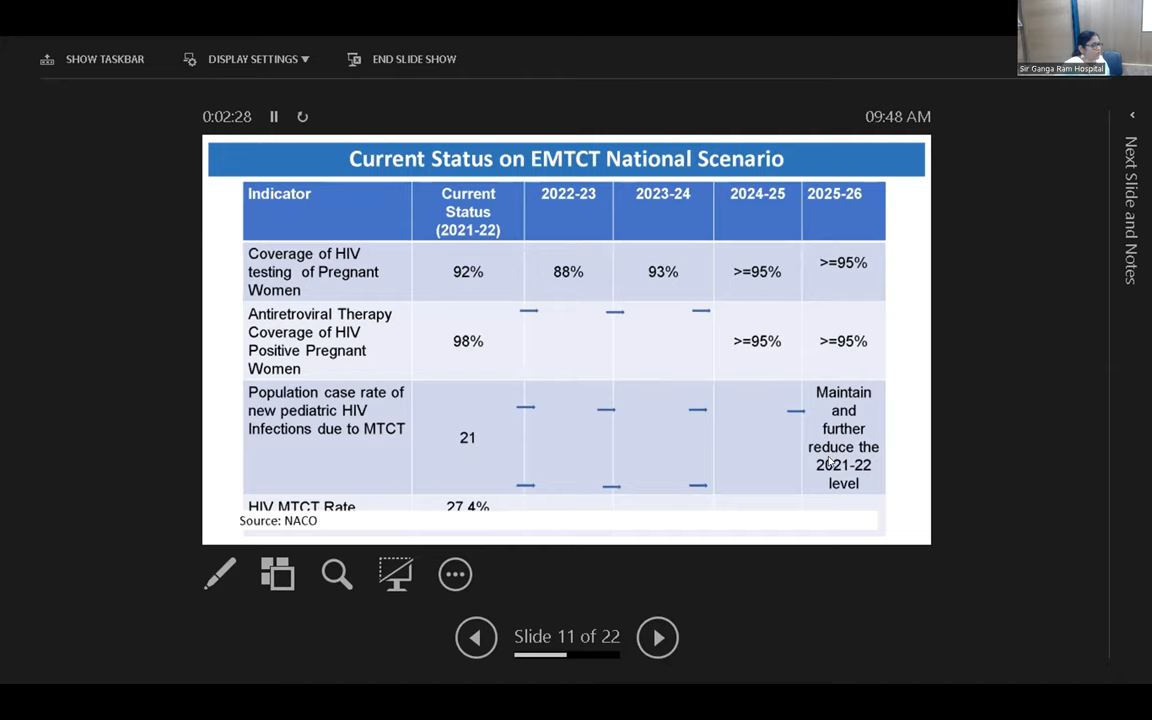 Sir Ganga Ram Hospital
SHOW TASKBAR
DISPLAY SETTINGS ▼
END SLIDE SHOW
0:02:28
09:48 AM
Next Slide and Notes
Current Status on EMTCT National Scenario
Indicator
Current
Status
(2021-22)
2022-23
2023-24
2024-25
2025-26
Coverage of HIV
testing of Pregnant
Women
92%
88%
93%
>=95%
>=95%
Antiretroviral Therapy
Coverage of HIV
Positive Pregnant
Women
98%
>=95%
>=95%
Population case rate of
new pediatric HIV
Infections due to MTCT
21
Maintain
and
further
reduce the
2021-22
level
HIV MTCT Rate
27.4%
Source: NACO
Slide 11 of 22